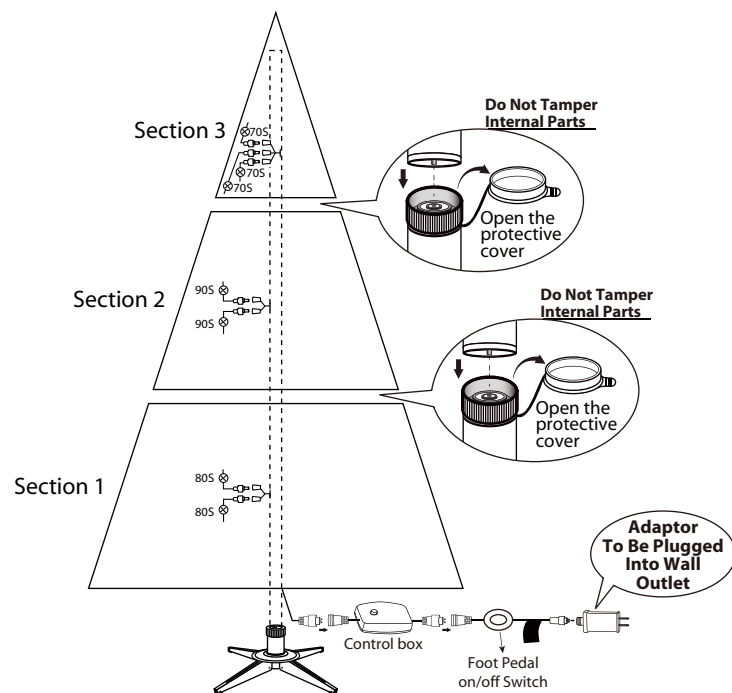 Do Not Tamper
Internal Parts
Section 3
70S
70S
70S
Open the
protective
cover
Section 2
90S
90S
Do Not Tamper
Internal Parts
Open the
protective
cover
Section 1
80S
80S
Adaptor
To Be Plugged
Into Wall
Outlet
Control box
Foot Pedal
on/off Switch